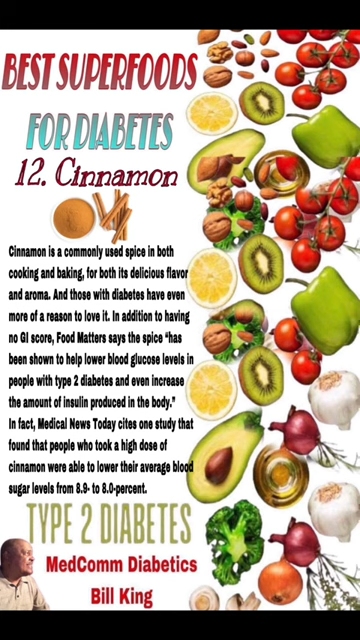 BEST SUPERFOODS
FOR DIABETES
12. Cinnamon
Cinnamon is a commonly used spice in both
cooking and baking, for both its delicious flavor
and aroma. And those with diabetes have even
more of a reason to love it. In addition to having
no GI score, Food Matters says the spice “has
been shown to help lower blood glucose levels in
people with type 2 diabetes and even increase
the amount of insulin produced in the body.”
In fact, Medical News Today cites one study that
found that people who took a high dose of
cinnamon were able to lower their average blood
sugar levels from 8.9- to 8.0-percent.
TYPE 2 DIABETES
MedComm Diabetics
Bill King